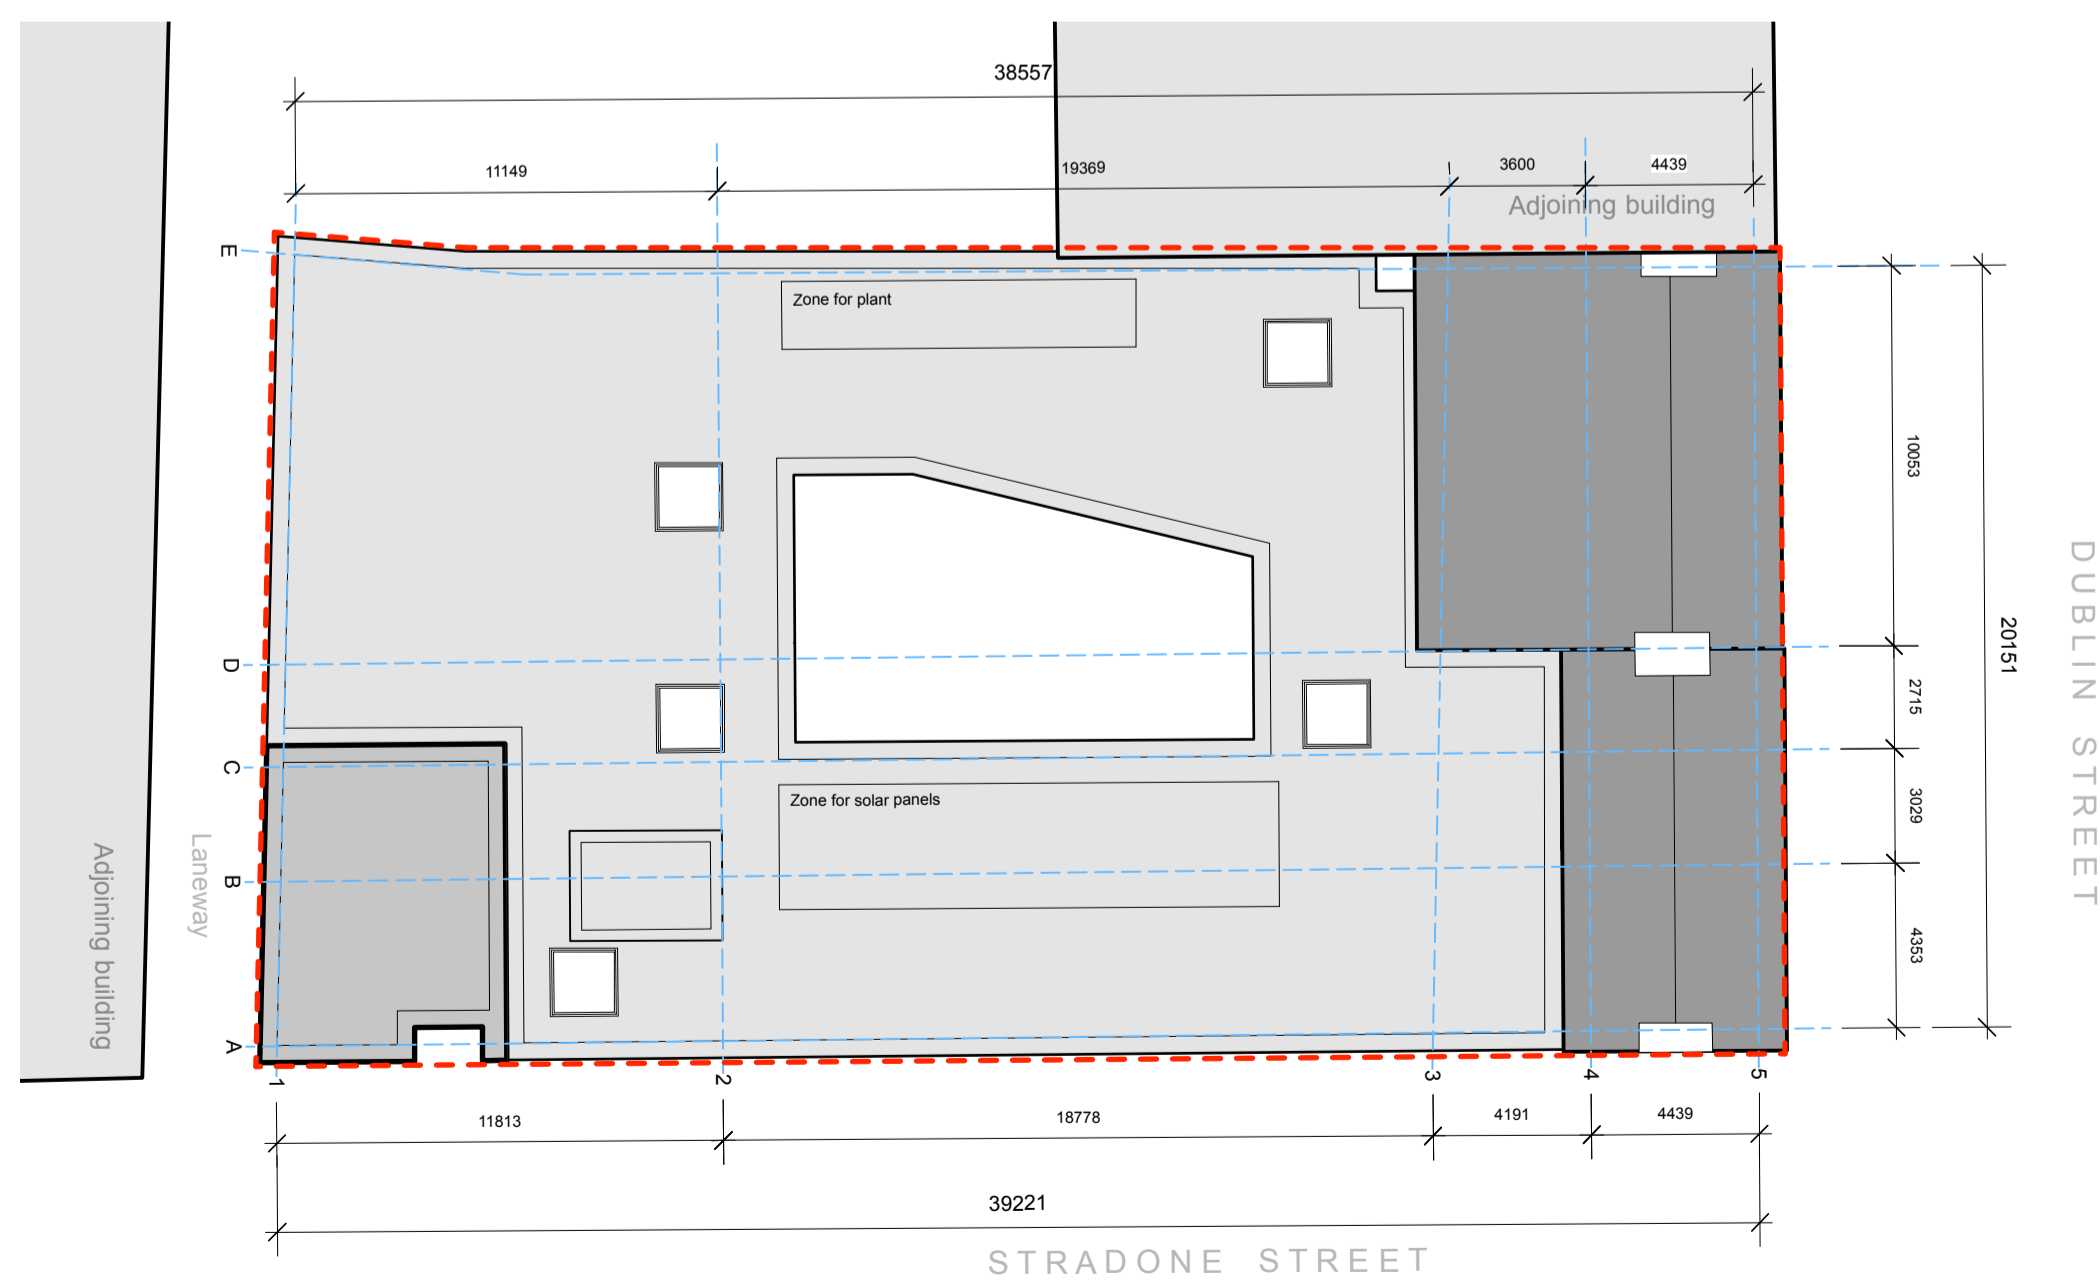 38557
11149
19369
3600
4439
Adjoining building
E
Zone for plant
10053
DUBLIN STREET
20151
D
2715
C
Zone for solar panels
3029
B
Laneway
Adjoining building
4353
A
1
2
3
4
5
11813
18778
4191
4439
39221
STRADONE STREET